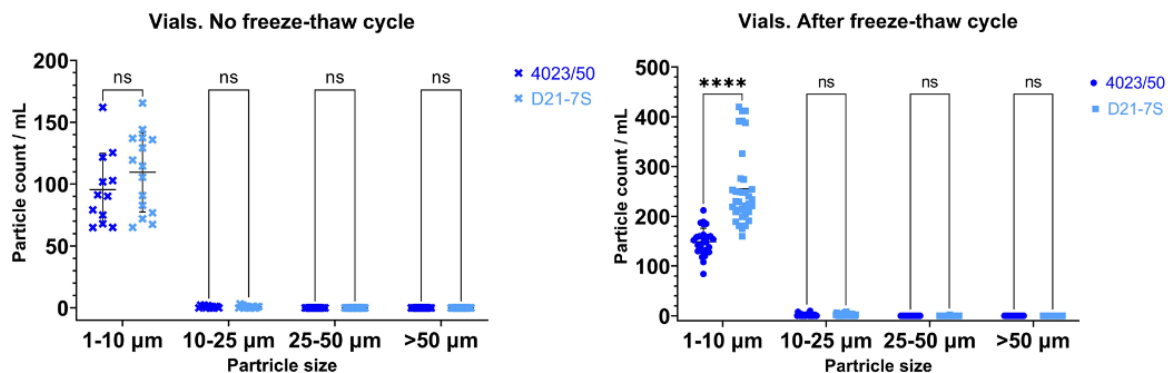 Vials. No freeze-thaw cycle
Particle count / mL
200
150
100
50
0
ns
ns
ns
ns
4023/50
D21-7S
1-10 µm
10-25 µm
25-50 µm
>50 µm
Partricle size
Vials. After freeze-thaw cycle
Particle count / mL
500
400
300
200
100
0
****
ns
ns
ns
4023/50
D21-7S
1-10 µm
10-25 µm
25-50 µm
>50 µm
Partricle size